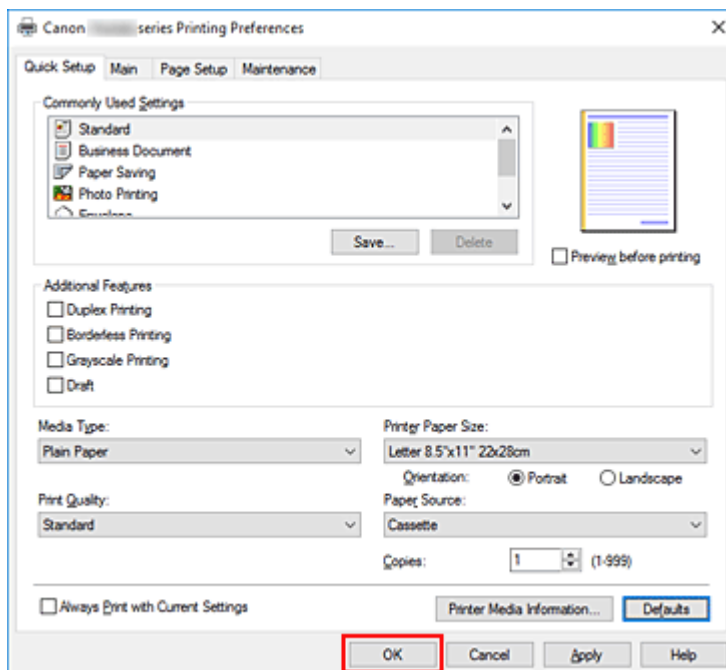 Canon series Printing Preferences
Quick Setup Main Page Setup Maintenance
Commonly Used Settings
Standard
Business Document
Paper Saving
Photo Printing
Envelope
Save... Delete
Preview before printing
Additional Features
Duplex Printing
Borderless Printing
Grayscale Printing
Draft
Media Type: Printer Paper Size:
Plain Paper Letter 8.5"x11" 22x28cm
Orientation: Portrait Landscape
Print Quality: Paper Source:
Standard Cassette
Copies: 1 (1-999)
Always Print with Current Settings Printer Media Information... Defaults
OK Cancel Apply Help